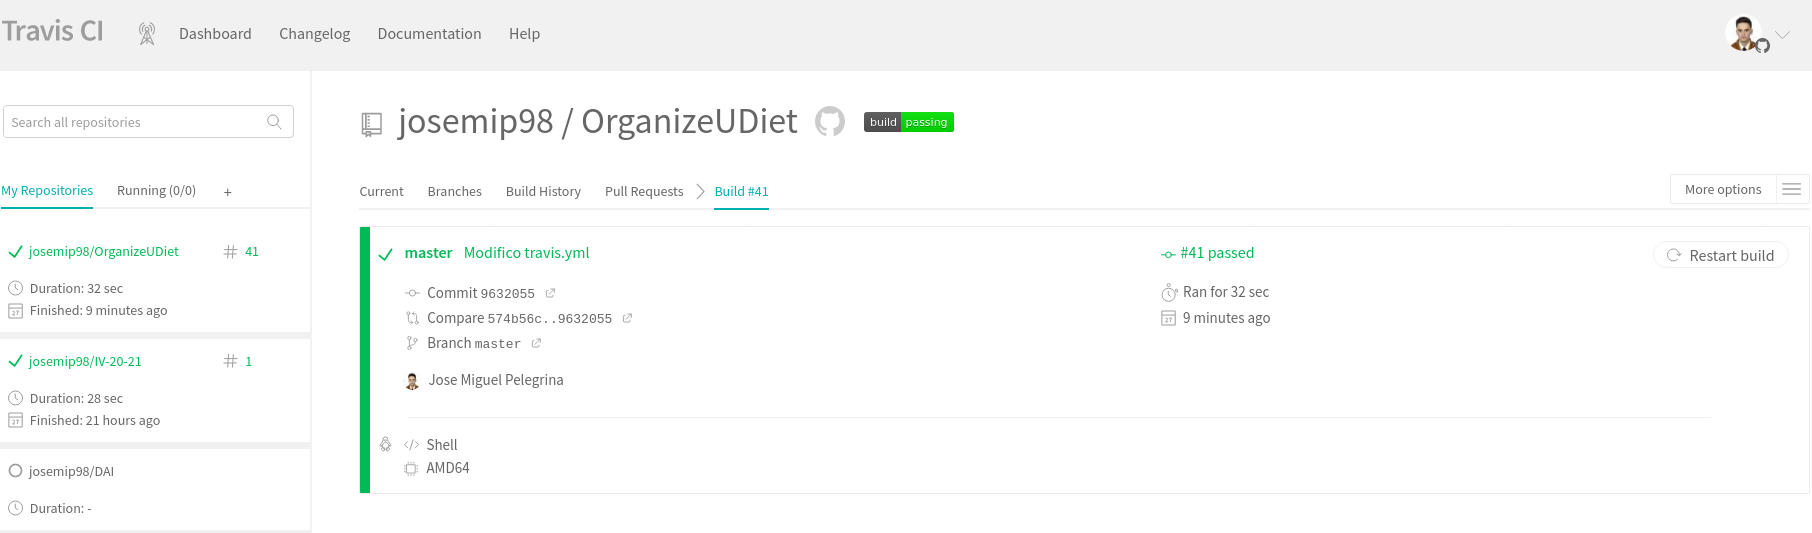 Travis CI
Dashboard Changelog Documentation Help
Search all repositories
My Repositories Running (0/0) +
josemip98/OrganizeUDiet # 41
Duration: 32 sec
27 Finished: 9 minutes ago
josemip98/IV-20-21 # 1
Duration: 28 sec
27 Finished: 21 hours ago
josemip98/DAI
Duration: -
josemip98 / OrganizeUDiet build passing
Current Branches Build History Pull Requests Build #41
More options
master Modifico travis.yml
Commit 9632055
Compare 574b56c..9632055
Branch master
Jose Miguel Pelegrina
#41 passed
Ran for 32 sec
27 9 minutes ago
Restart build
</> Shell
AMD64